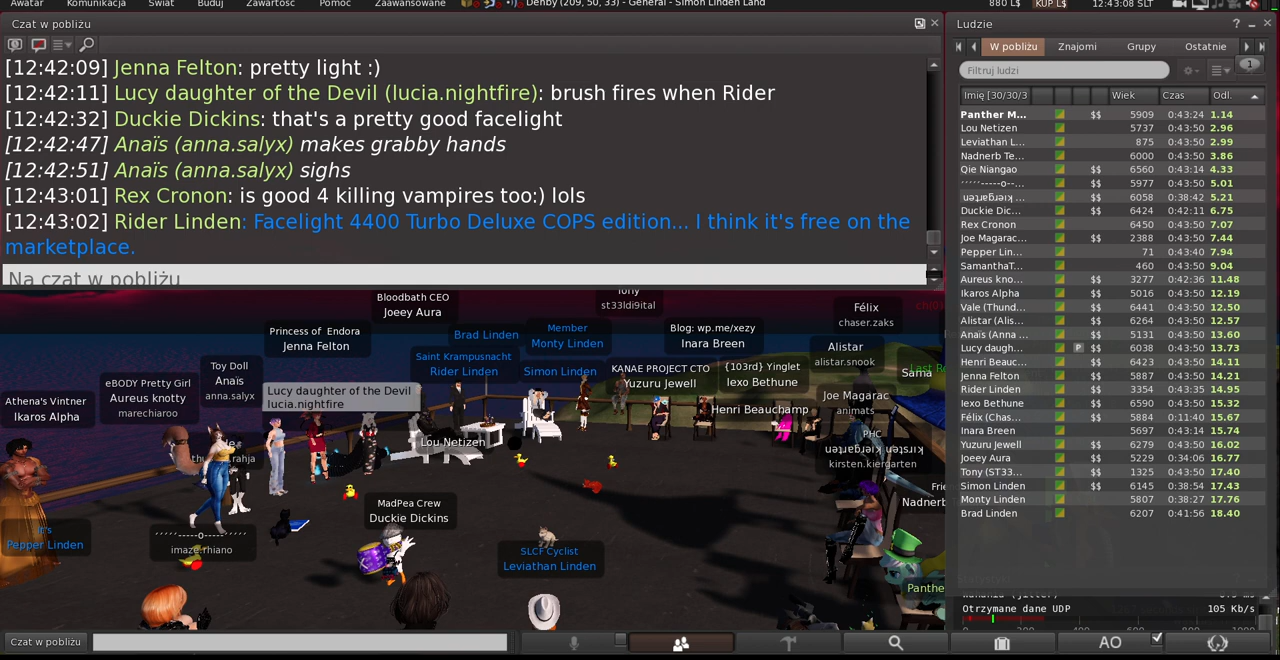 Awatar Komunikacja Świat Buduj Zawartość Pomoc Zaawansowane Denby (209, 50, 33) - General - Simon Linden Land 880 L$ KUP L$ 12:43:08 SLT
Czat w pobliżu
[12:42:09] Jenna Felton: pretty light :)
[12:42:11] Lucy daughter of the Devil (lucia.nightfire): brush fires when Rider
[12:42:32] Duckie Dickins: that's a pretty good facelight
[12:42:47] Anaïs (anna.salyx) makes grabby hands
[12:42:51] Anaïs (anna.salyx) sighs
[12:43:01] Rex Cronon: is good 4 killing vampires too:) lols
[12:43:02] Rider Linden: Facelight 4400 Turbo Deluxe COPS edition... I think it's free on the
marketplace.
Na czat w pobliżu
Bloodbath CEO
Joeey Aura
Tony
st33ldi9ital
Félix
chaser.zaks
Princess of Endora
Jenna Felton
Brad Linden
Member
Monty Linden
Blog: wp.me/xezy
Inara Breen
Alistar
alistar.snook
Toy Doll
Anaïs
anna.salyx
Saint Krampusnacht
Rider Linden
Simon Linden
KANAE PROJECT CTO
Yuzuru Jewell
{103rd} Yinglet
Iexo Bethune
Last Re
Sama
eBODY Pretty Girl
Aureus knotty
marechiaroo
Lucy daughter of the Devil
lucia.nightfire
Athena's Vintner
Ikaros Alpha
Henri Beauchamp
Joe Magarac
animats
Lou Netizen
PHC
kirsten.kiergarten
MadPea Crew
Duckie Dickins
Frie
Nadnerb
Pepper Linden
´´´´´-----o-----´´´´´
imaze.rhiano
SLCF Cyclist
Leviathan Linden
Panthe
Czat w pobliżu
Ludzie
W pobliżu Znajomi Grupy Ostatnie
Filtruj ludzi
1
Imię [30/30/3 Wiek Czas Odl.
Panther M... $$ 5909 0:43:24 1.14
Lou Netizen 5737 0:43:50 2.96
Leviathan L... 875 0:43:50 2.99
Nadnerb Te... 6000 0:43:50 3.86
Qie Niangao $$ 6560 0:43:14 4.33
´´´´´-----o--... $$ 5977 0:43:50 5.01
$$ 6058 0:38:42 5.21
Duckie Dic... $$ 6424 0:42:11 6.75
Rex Cronon 6450 0:43:50 7.07
Joe Magarac... $$ 2388 0:43:50 7.44
Pepper Lin... 71 0:43:40 7.94
SamanthaT... 460 0:43:50 9.04
Aureus kno... $$ 3277 0:42:36 11.48
Ikaros Alpha $$ 5016 0:43:50 12.19
Vale (Thund... $$ 6441 0:43:50 12.50
Alistar (Alis... $$ 6264 0:43:50 12.57
Anaïs (Anna ... $$ 5131 0:43:50 13.60
Lucy daugh... P $$ 6038 0:43:50 13.73
Henri Beauc... $$ 6423 0:43:50 14.11
Jenna Felton $$ 5887 0:43:50 14.21
Rider Linden $$ 3354 0:43:35 14.95
Iexo Bethune $$ 6590 0:43:50 15.32
Félix (Chas... $$ 5884 0:11:40 15.67
Inara Breen 5697 0:43:14 15.74
Yuzuru Jewell $$ 6279 0:43:50 16.02
Joeey Aura $$ 5229 0:34:06 16.77
Tony (ST33... $$ 1325 0:43:50 17.40
Simon Linden $$ 6145 0:38:54 17.43
Monty Linden 5807 0:38:27 17.76
Brad Linden 6207 0:41:56 18.40
Otrzymane dane UDP 105 Kb/s
AO